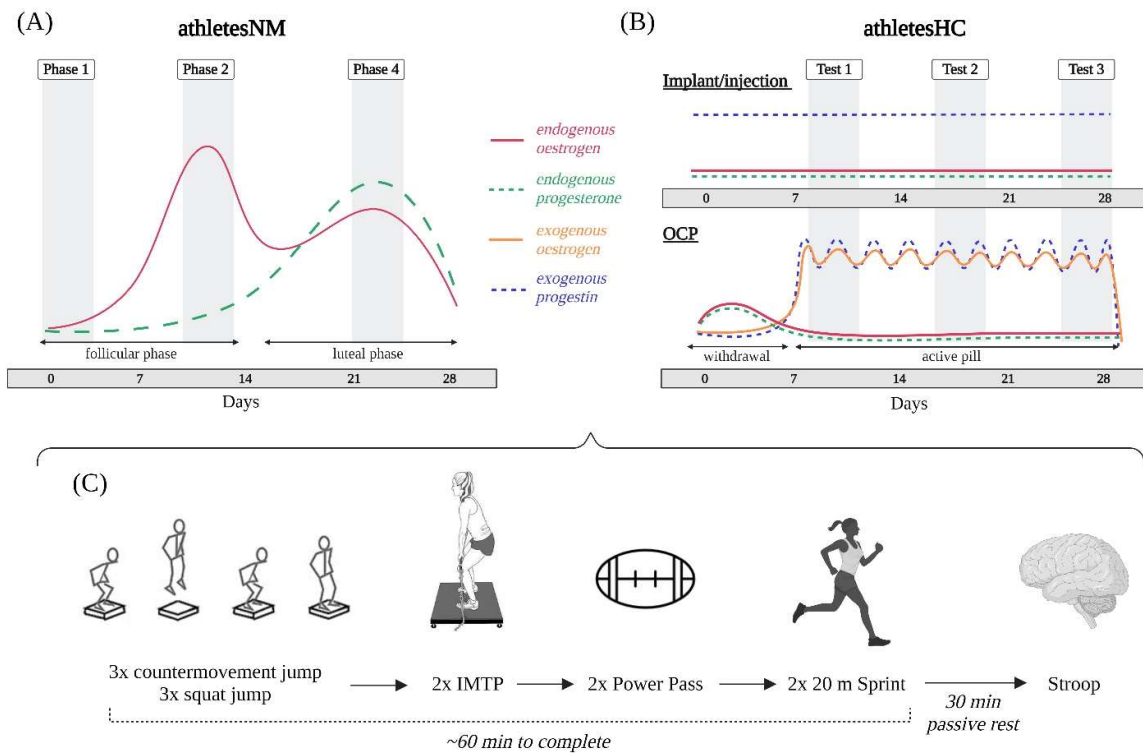 (A)
athletesNM
Phase 1
Phase 2
Phase 4
follicular phase
luteal phase
0 7 14 21 28
Days
endogenous
oestrogen
endogenous
progesterone
exogenous
oestrogen
exogenous
progestin
(B)
athletesHC
Implant/injection
Test 1
Test 2
Test 3
0 7 14 21 28
OCP
withdrawal
active pill
0 7 14 21 28
Days
(C)
3x countermovement jump
3x squat jump
2x IMTP
2x Power Pass
2x 20 m Sprint
30 min
passive rest
Stroop
~60 min to complete